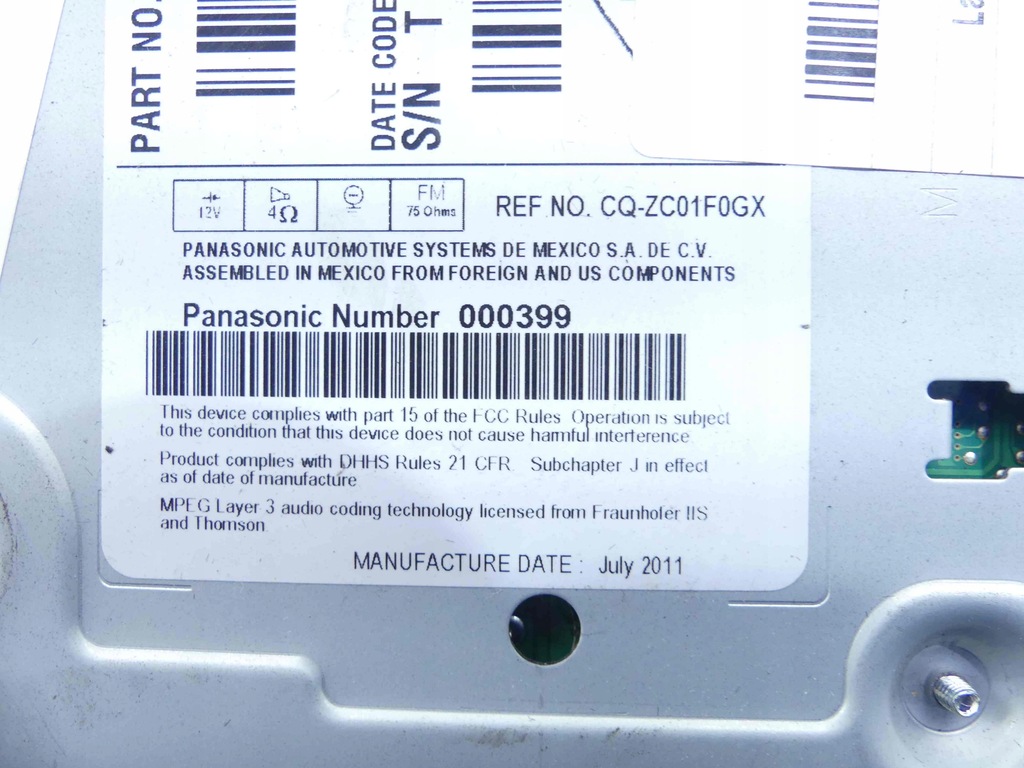 PART NO.
DATE CODE
S/N T
La
12V
4Ω
FM
75 Ohms
REF NO. CQ-ZC01F0GX
M
PANASONIC AUTOMOTIVE SYSTEMS DE MEXICO S.A. DE C.V.
ASSEMBLED IN MEXICO FROM FOREIGN AND US COMPONENTS
Panasonic Number 000399
This device complies with part 15 of the FCC Rules. Operation is subject
to the condition that this device does not cause harmful interference.
Product complies with DHHS Rules 21 CFR. Subchapter J in effect
as of date of manufacture.
MPEG Layer 3 audio coding technology licensed from Fraunhofer IIS
and Thomson.
MANUFACTURE DATE : July 2011